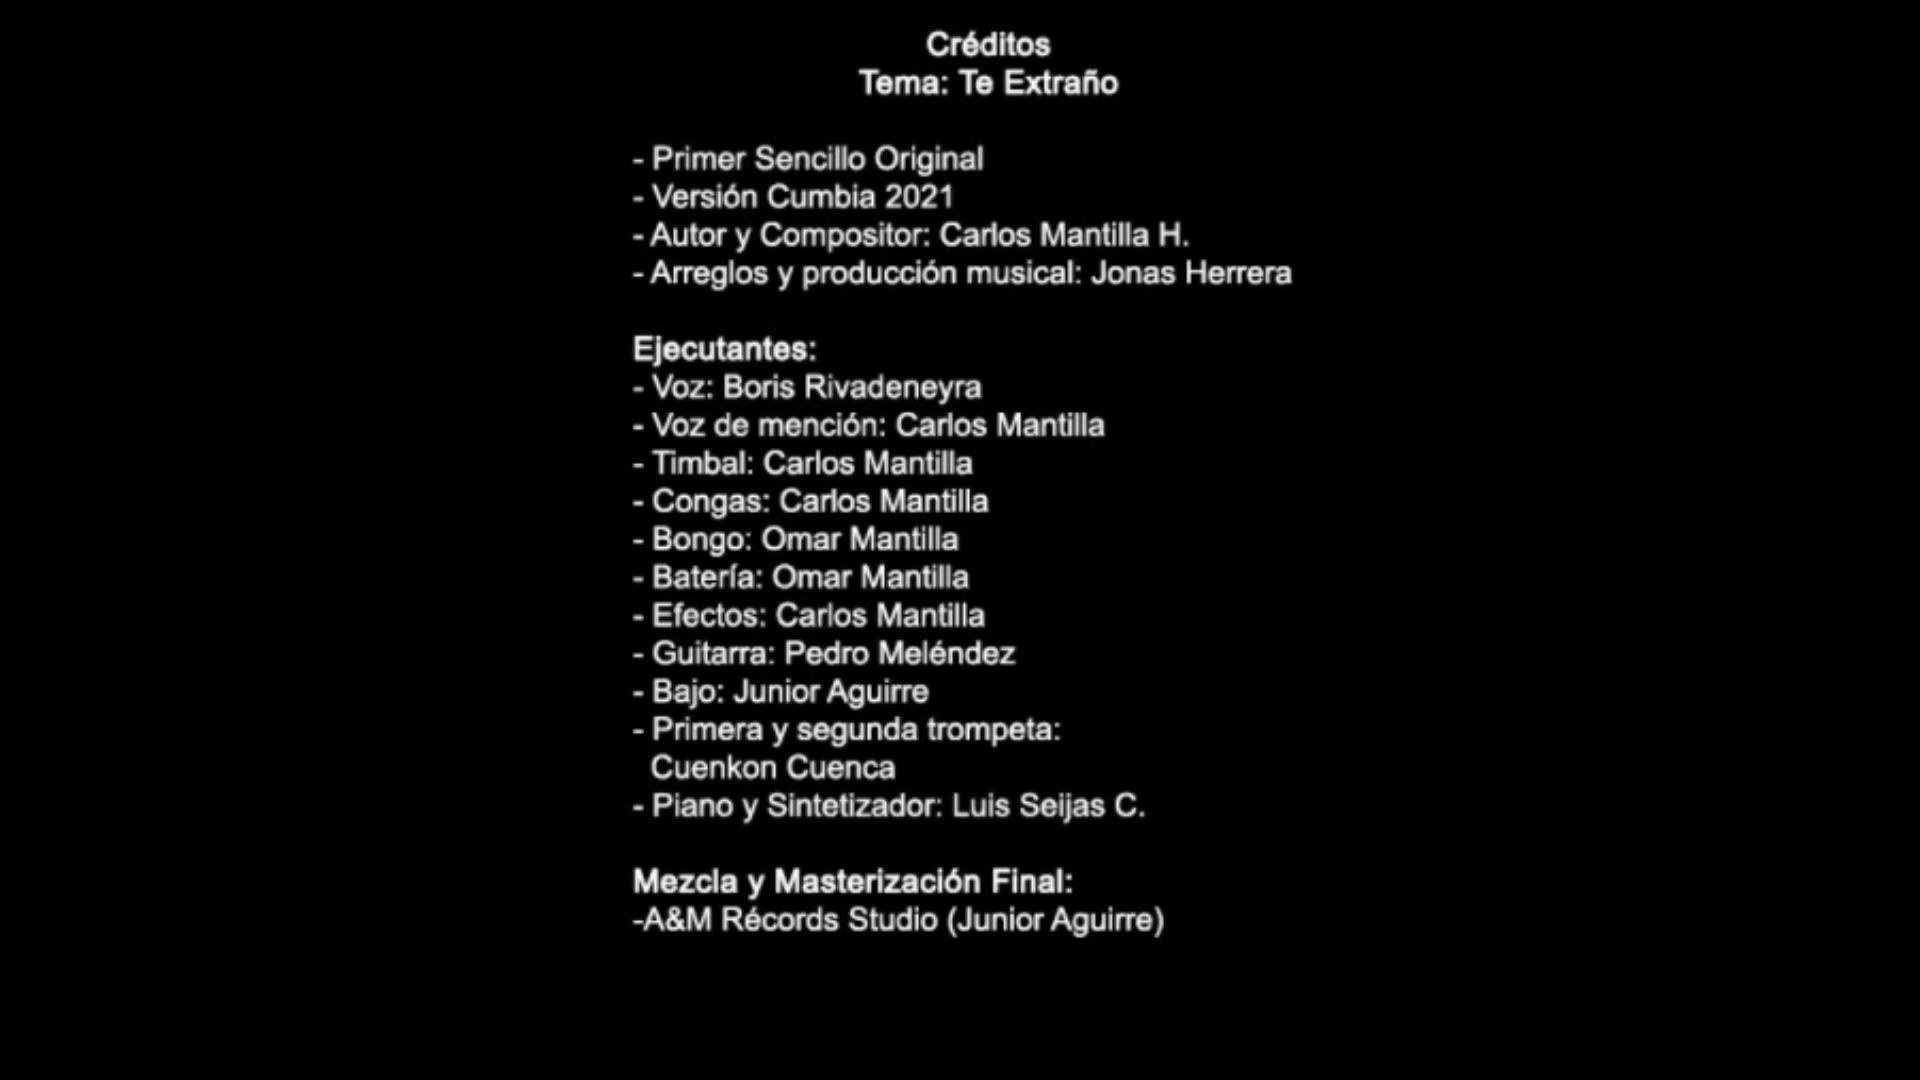 Créditos
Tema: Te Extraño
- Primer Sencillo Original
- Versión Cumbia 2021
- Autor y Compositor: Carlos Mantilla H.
- Arreglos y producción musical: Jonas Herrera
Ejecutantes:
- Voz: Boris Rivadeneyra
- Voz de mención: Carlos Mantilla
- Timbal: Carlos Mantilla
- Congas: Carlos Mantilla
- Bongo: Omar Mantilla
- Batería: Omar Mantilla
- Efectos: Carlos Mantilla
- Guitarra: Pedro Meléndez
- Bajo: Junior Aguirre
- Primera y segunda trompeta:
Cuenkon Cuenca
- Piano y Sintetizador: Luis Seijas C.
Mezcla y Masterización Final:
-A&M Récords Studio (Junior Aguirre)